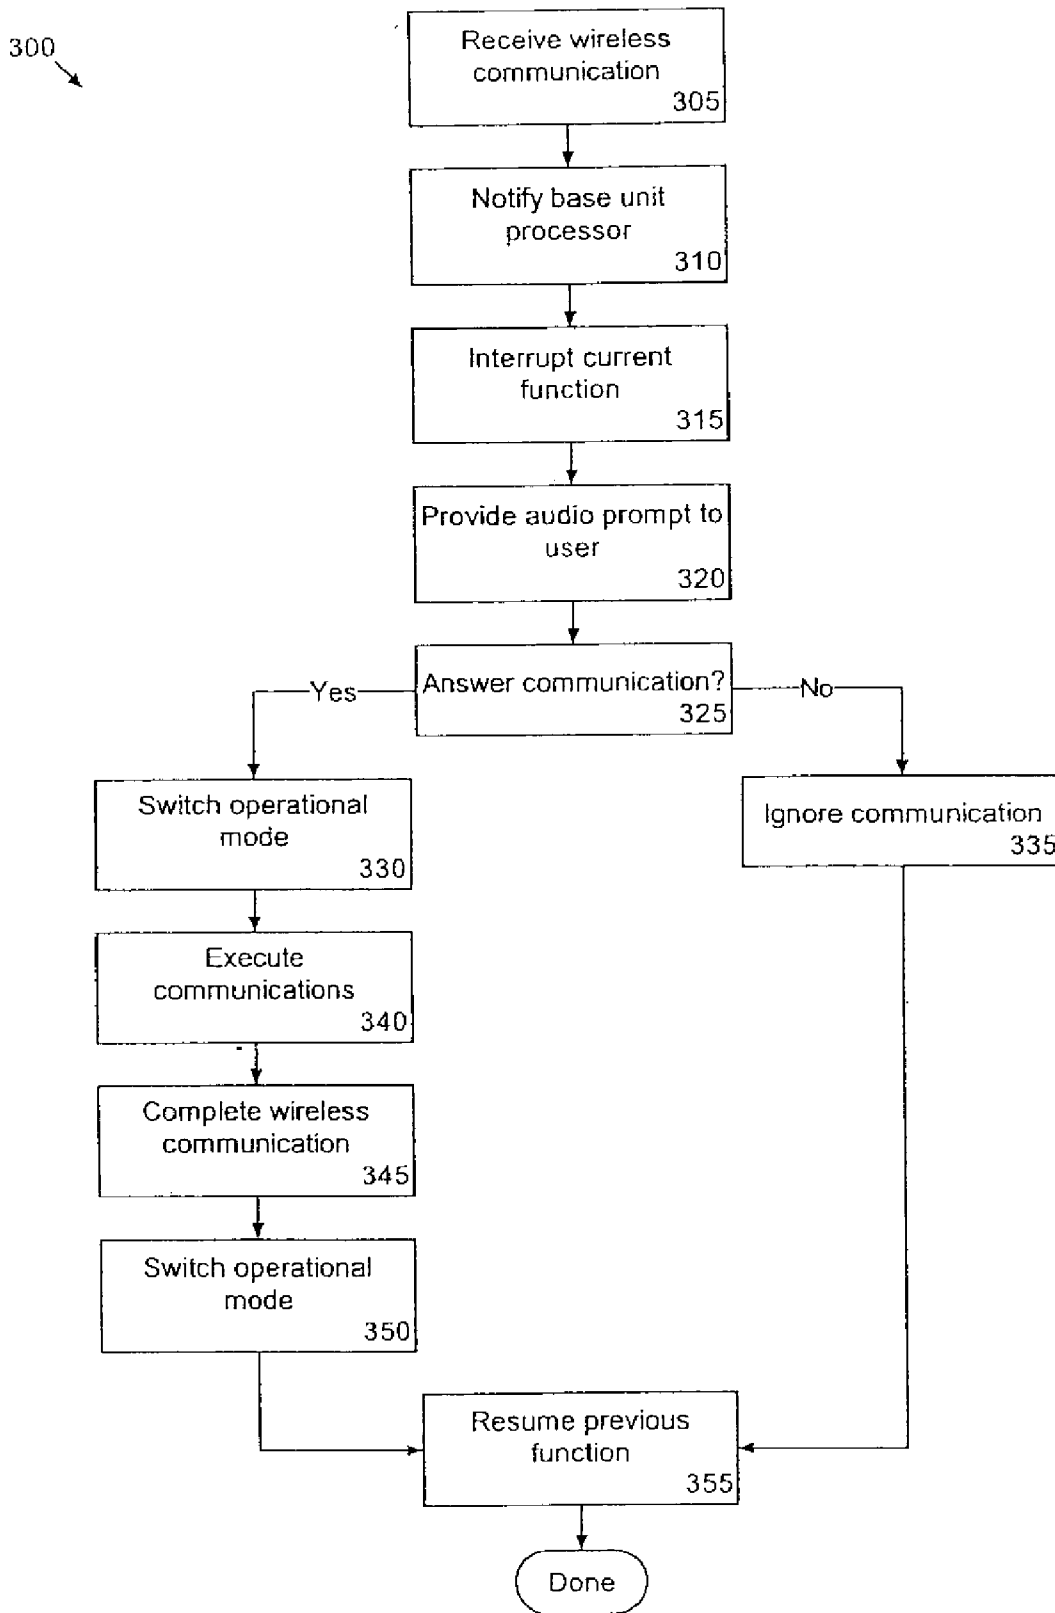 300
Receive wireless
communication
305
Notify base unit
processor
310
Interrupt current
function
315
Provide audio prompt to
user
320
Answer communication?
325
Yes
No
Switch operational
mode
330
Ignore communication
335
Execute
communications
340
Complete wireless
communication
345
Switch operational
mode
350
Resume previous
function
355
Done